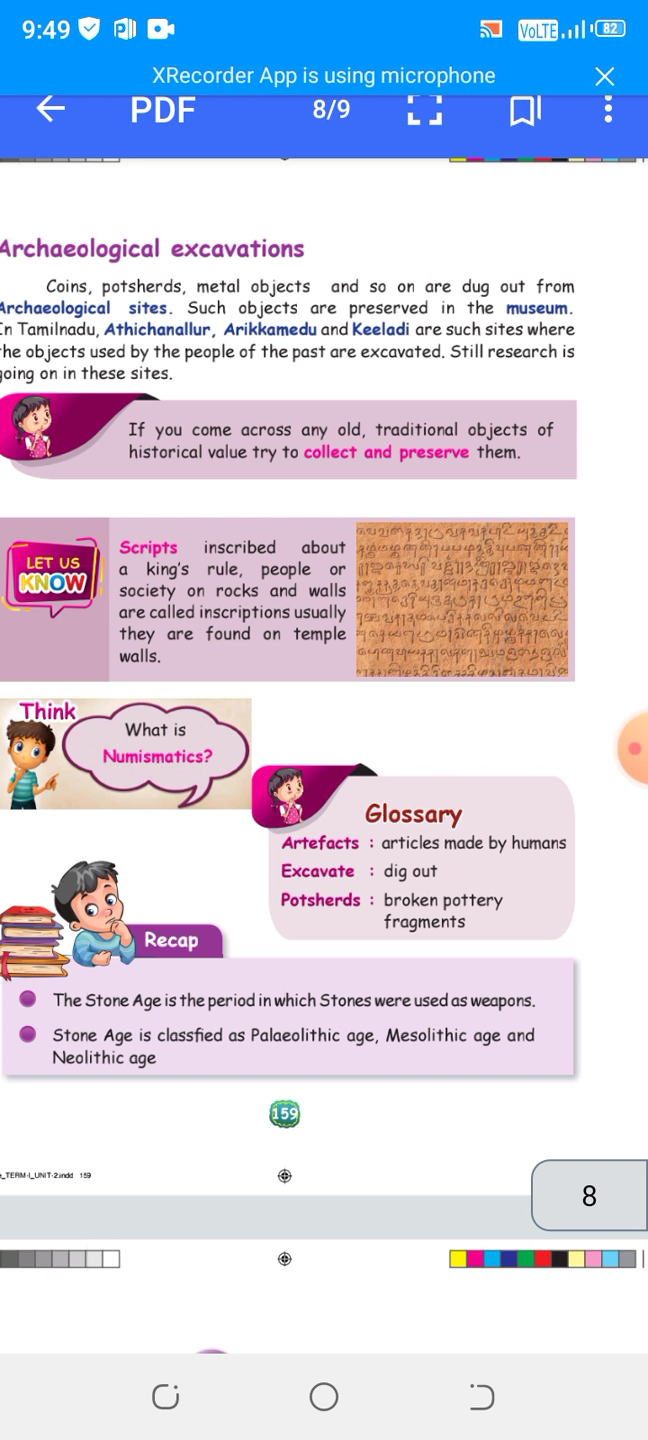 9:49 VoLTE 82
XRecorder App is using microphone
PDF 8/9
Archaeological excavations
Coins, potsherds, metal objects and so on are dug out from
Archaeological sites. Such objects are preserved in the museum.
In Tamilnadu, Athichanallur, Arikkamedu and Keeladi are such sites where
the objects used by the people of the past are excavated. Still research is
going on in these sites.
If you come across any old, traditional objects of
historical value try to collect and preserve them.
LET US
KNOW
Scripts inscribed about
a king's rule, people or
society on rocks and walls
are called inscriptions usually
they are found on temple
walls.
Think
What is
Numismatics?
Glossary
Artefacts : articles made by humans
Excavate : dig out
Potsherds : broken pottery
fragments
Recap
The Stone Age is the period in which Stones were used as weapons.
Stone Age is classfied as Palaeolithic age, Mesolithic age and
Neolithic age
159
_TERM-I_UNIT-2.indd 159
8